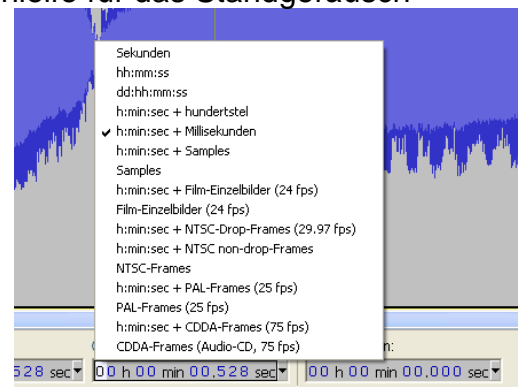 für das Standgeräusch
Sekunden
hh:mm:ss
dd:hh:mm:ss
h:min:sec + hundertstel
✔ h:min:sec + Millisekunden
h:min:sec + Samples
Samples
h:min:sec + Film-Einzelbilder (24 fps)
Film-Einzelbilder (24 fps)
h:min:sec + NTSC-Drop-Frames (29.97 fps)
h:min:sec + NTSC non-drop-Frames
NTSC-Frames
h:min:sec + PAL-Frames (25 fps)
PAL-Frames (25 fps)
h:min:sec + CDDA-Frames (75 fps)
CDDA-Frames (Audio-CD, 75 fps)
528 sec 00 h 00 min 00.528 sec 00 h 00 min 00.000 sec